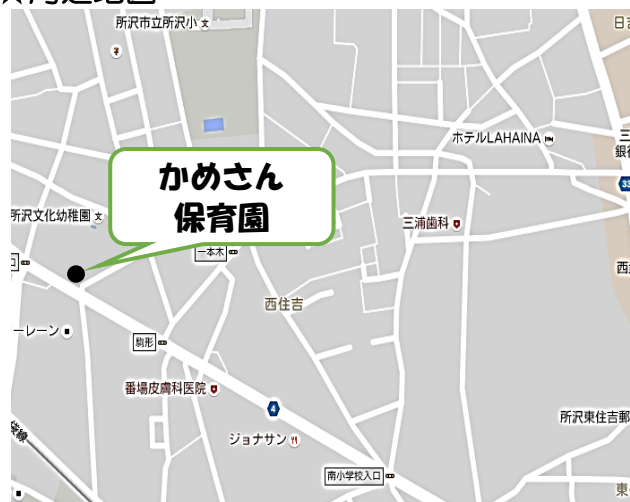 所沢市立所沢小
ホテルLAHAINA
かめさん
保育園
所沢文化幼稚園
三浦歯科
一本木
西住吉
ーレーン
駒形
番場皮膚科医院
4
ジョナサン
所沢東住吉郵
南小学校入口